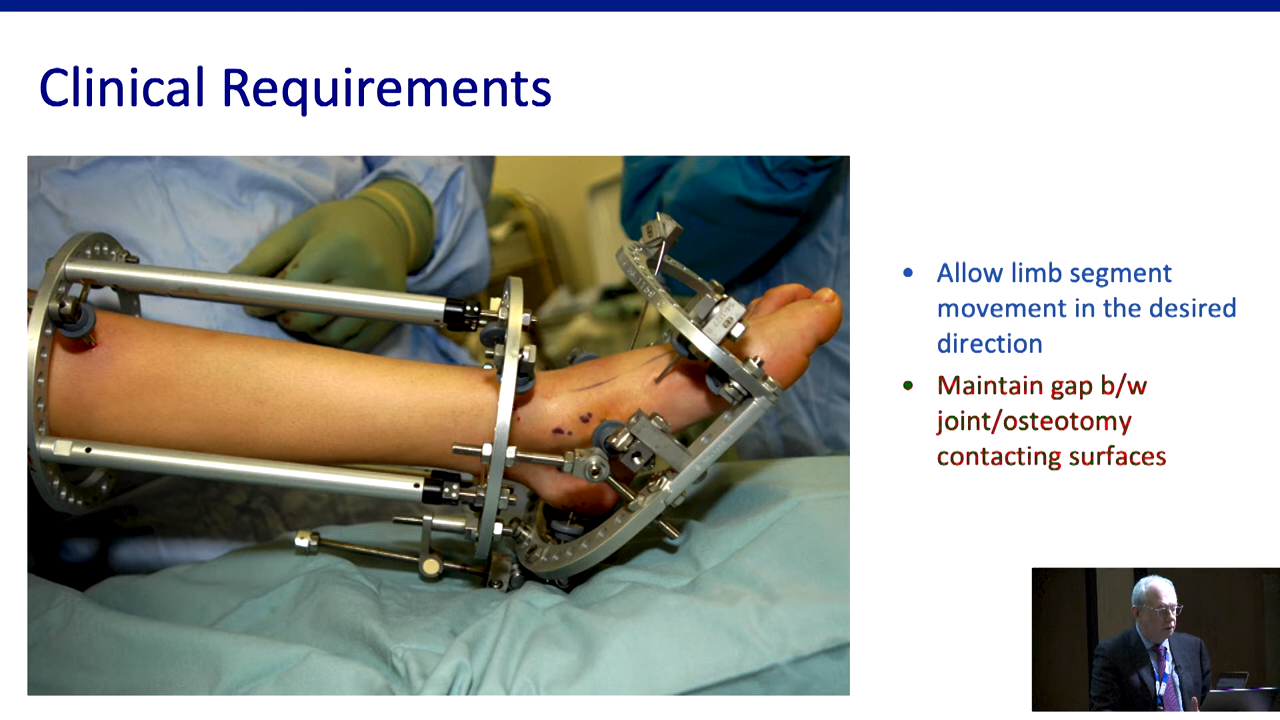 Clinical Requirements
• Allow limb segment
movement in the desired
direction
• Maintain gap b/w
joint/osteotomy
contacting surfaces